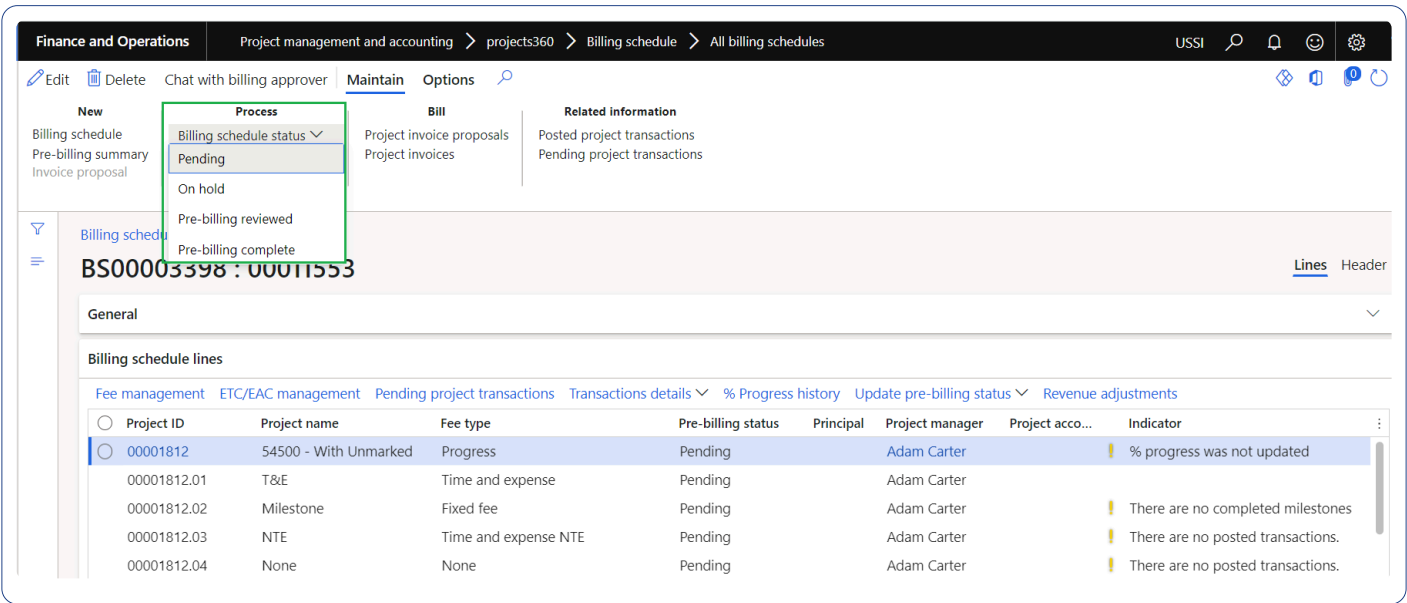 Finance and Operations Project management and accounting > projects360 > Billing schedule > All billing schedules USSI
Edit Delete Chat with billing approver Maintain Options 0
New Process Bill Related information
Billing schedule Billing schedule status Project invoice proposals Posted project transactions
Pre-billing summary Pending Project invoices Pending project transactions
Invoice proposal
On hold
Pre-billing reviewed
Billing schedu
Pre-billing complete
BS00003398 : 00011553 Lines Header
General
Billing schedule lines
Fee management ETC/EAC management Pending project transactions Transactions details % Progress history Update pre-billing status Revenue adjustments
Project ID Project name Fee type Pre-billing status Principal Project manager Project acco... Indicator
00001812 54500 - With Unmarked Progress Pending Adam Carter % progress was not updated
00001812.01 T&E Time and expense Pending Adam Carter
00001812.02 Milestone Fixed fee Pending Adam Carter There are no completed milestones
00001812.03 NTE Time and expense NTE Pending Adam Carter There are no posted transactions.
00001812.04 None None Pending Adam Carter There are no posted transactions.